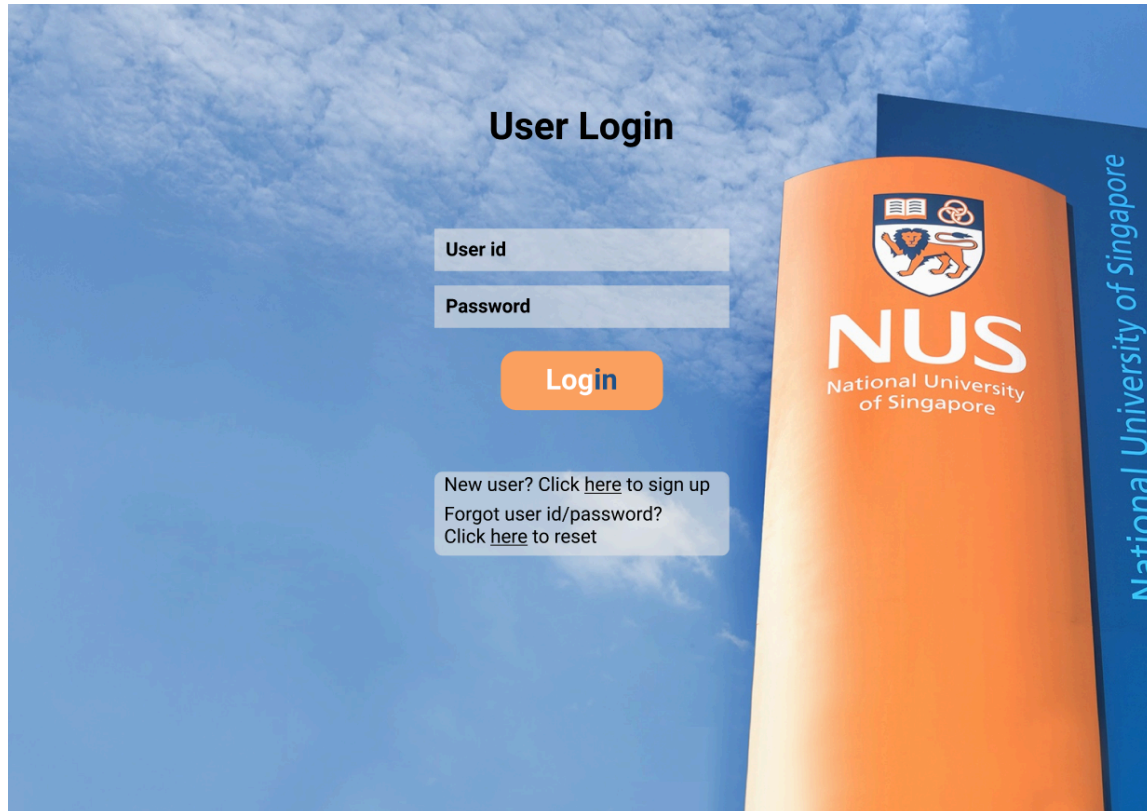 User Login
User id
Password
Login
New user? Click here to sign up
Forgot user id/password?
Click here to reset
NUS
National University
of Singapore
National University of Singapore